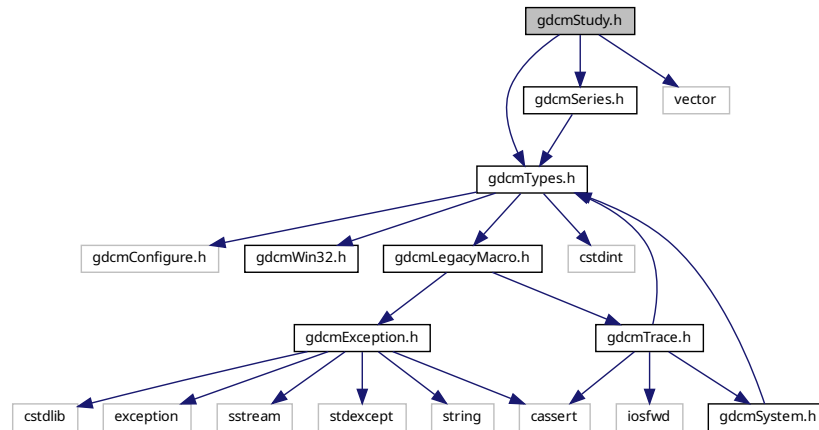 gdcmStudy.h
gdcmSeries.h
vector
gdcmTypes.h
gdcmConfigure.h
gdcmWin32.h
gdcmLegacyMacro.h
cstdint
gdcmException.h
gdcmTrace.h
cstdlib
exception
sstream
stdexcept
string
cassert
iosfwd
gdcmSystem.h